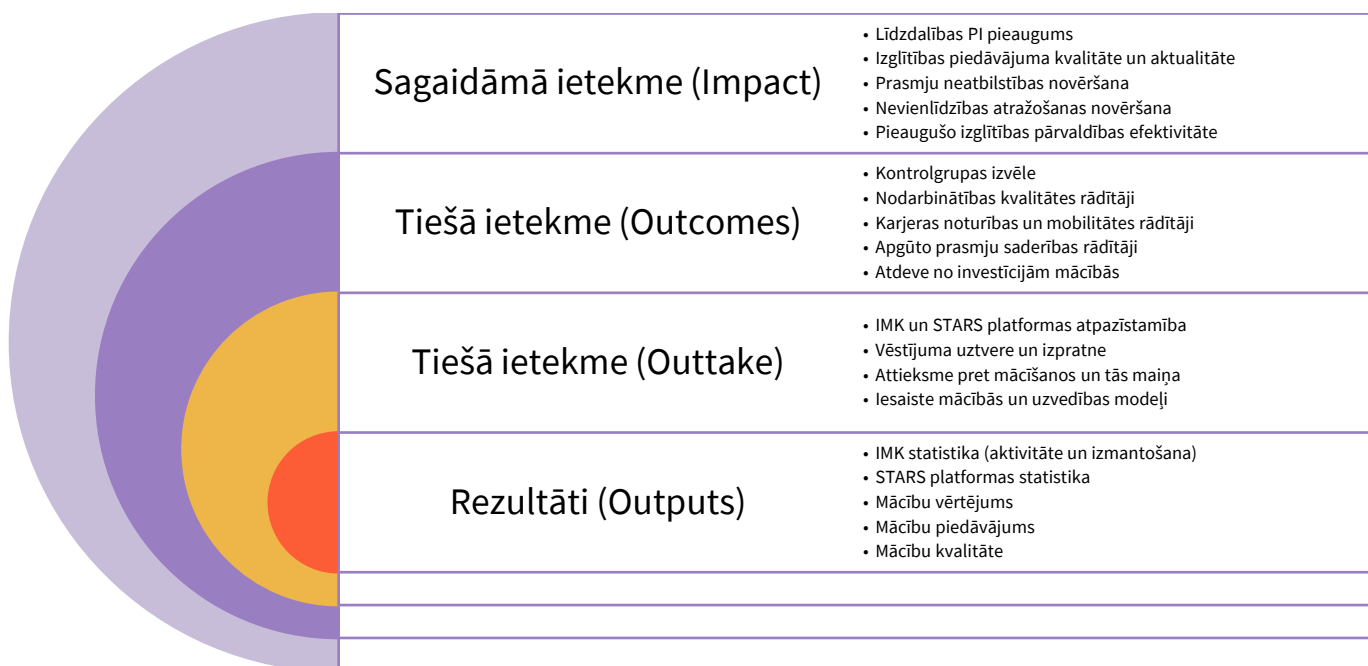 Sagaidāmā ietekme (Impact)
• Līdzdalības PI pieaugums
• Izglītības piedāvājuma kvalitāte un aktualitāte
• Prasmju neatbilstības novēršana
• Nevienlīdzības atražošanas novēršana
• Pieaugušo izglītības pārvaldības efektivitāte
Tiešā ietekme (Outcomes)
• Kontrolgrupas izvēle
• Nodarbinātības kvalitātes rādītāji
• Karjeras noturības un mobilitātes rādītāji
• Apgūto prasmju saderības rādītāji
• Atdeve no investīcijām mācībās
Tiešā ietekme (Outtake)
• IMK un STARS platformas atpazīstamība
• Vēstījuma uztvere un izpratne
• Attieksme pret mācīšanos un tās maiņa
• Iesaiste mācībās un uzvedības modeļi
Rezultāti (Outputs)
• IMK statistika (aktivitāte un izmantošana)
• STARS platformas statistika
• Mācību vērtējums
• Mācību piedāvājums
• Mācību kvalitāte